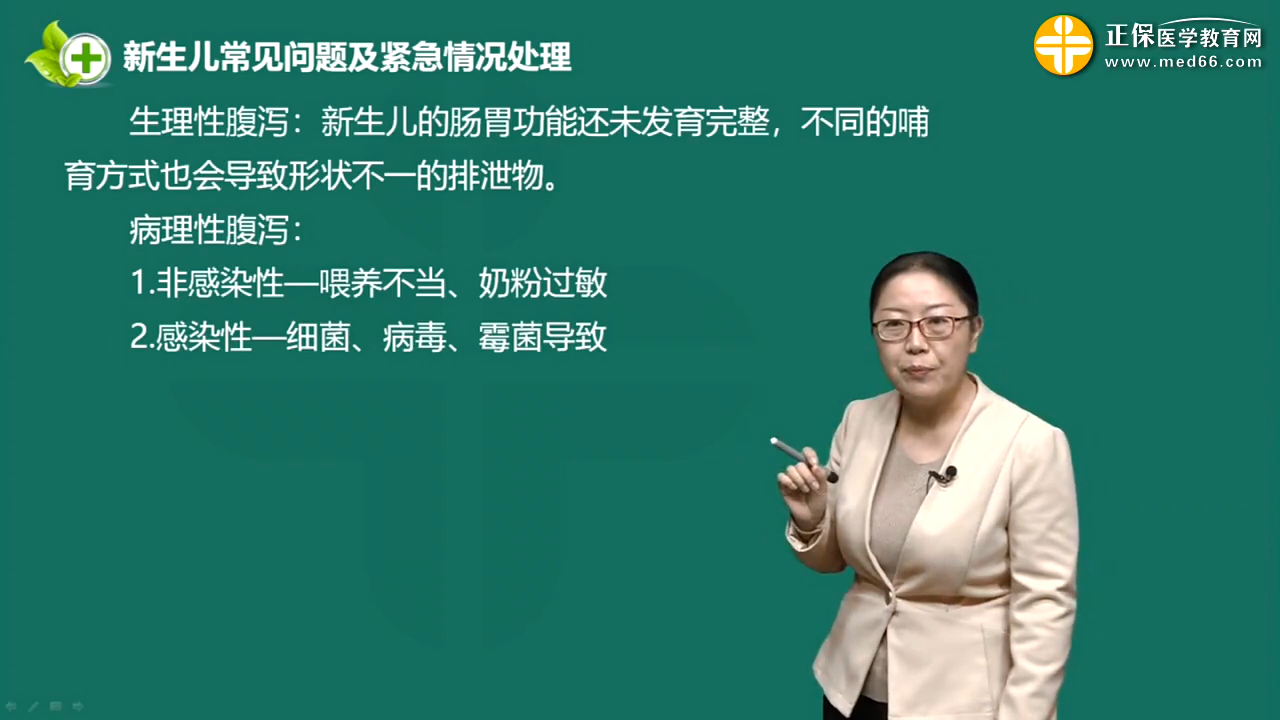 新生儿常见问题及紧急情况处理
正保医学教育网
www.med66.com
生理性腹泻：新生儿的肠胃功能还未发育完整，不同的哺
育方式也会导致形状不一的排泄物。
病理性腹泻：
1.非感染性—喂养不当、奶粉过敏
2.感染性—细菌、病毒、霉菌导致